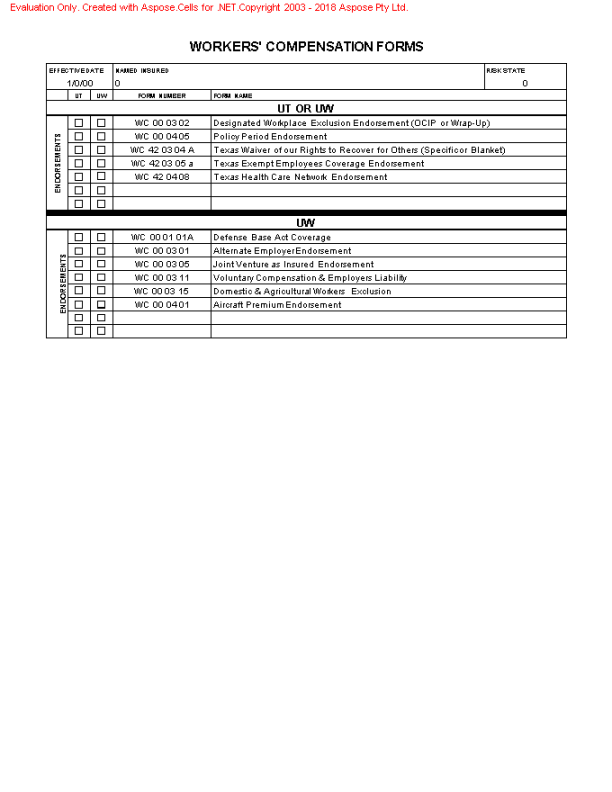 Evaluation Only. Created with Aspose.Cells for .NET.Copyright 2003 - 2018 Aspose Pty Ltd.
WORKERS' COMPENSATION FORMS
EFFECTIVE DATE NAMED INSURED RISK STATE
1/0/00 0 0
UT UW FORM NUMBER FORM NAME
UT OR UW
ENDORSEMENTS
WC 00 03 02 Designated Workplace Exclusion Endorsement (OCIP or Wrap-Up)
WC 00 04 05 Policy Period Endorsement
WC 42 03 04 A Texas Waiver of our Rights to Recover for Others (Specific or Blanket)
WC 42 03 05 a Texas Exempt Employees Coverage Endorsement
WC 42 04 08 Texas Health Care Network Endorsement
UW
ENDORSEMENTS
WC 00 01 01A Defense Base Act Coverage
WC 00 03 01 Alternate Employer Endorsement
WC 00 03 05 Joint Venture as Insured Endorsement
WC 00 03 11 Voluntary Compensation & Employers Liability
WC 00 03 15 Domestic & Agricultural Workers Exclusion
WC 00 04 01 Aircraft Premium Endorsement